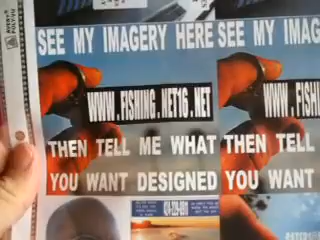 SEE MY IMAGERY HERE
WWW.FISHING.NET16.NET
THEN TELL ME WHAT
YOU WANT DESIGNED
SEE MY IMAG
WWW.FISHI
THEN TELL
YOU WANT